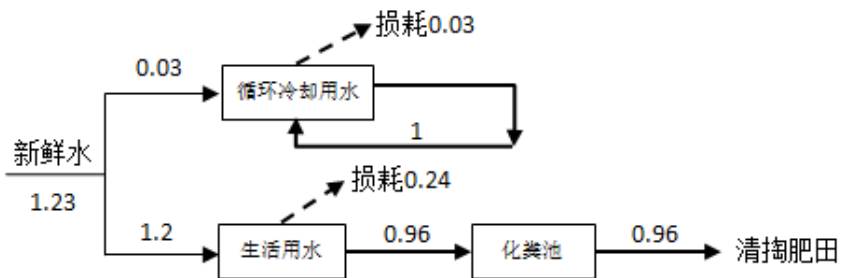 损耗0.03
0.03
循环冷却用水
1
新鲜水
1.23
损耗0.24
1.2
生活用水
0.96
化粪池
0.96
清掏肥田